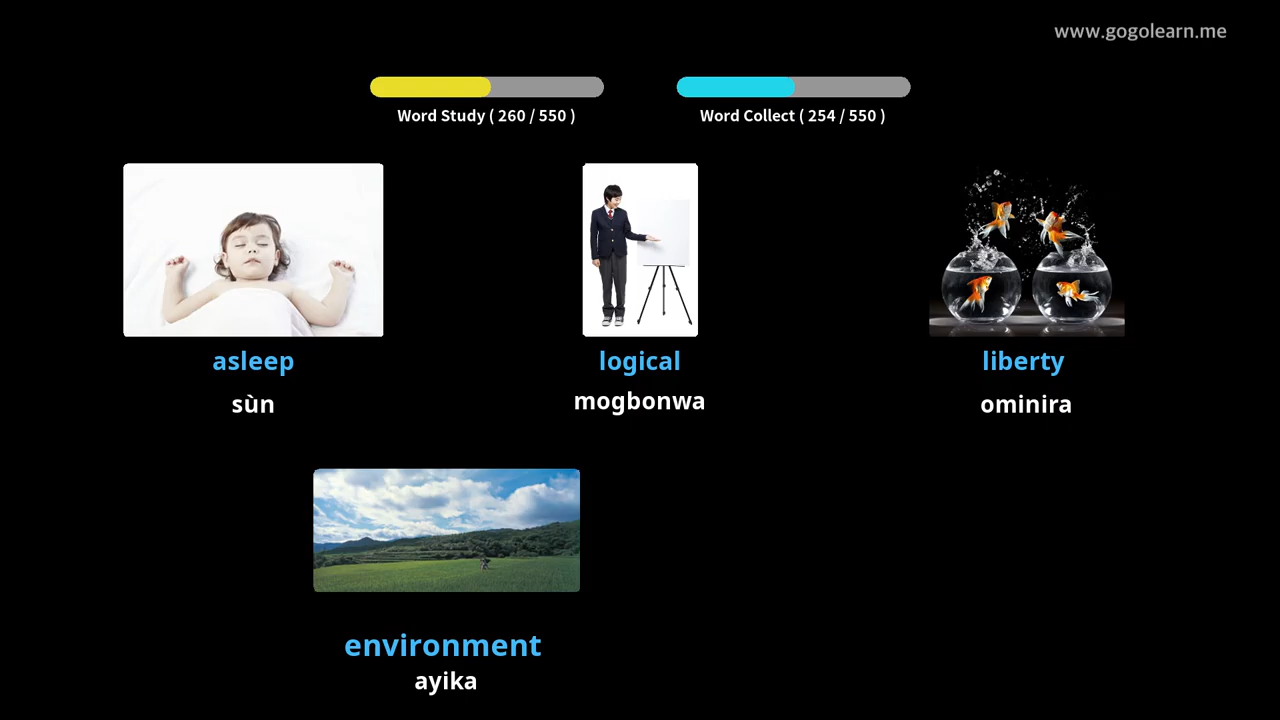 www.gogolearn.me
Word Study ( 260 / 550 )
Word Collect ( 254 / 550 )
asleep
sùn
logical
mogbonwa
liberty
ominira
environment
ayika